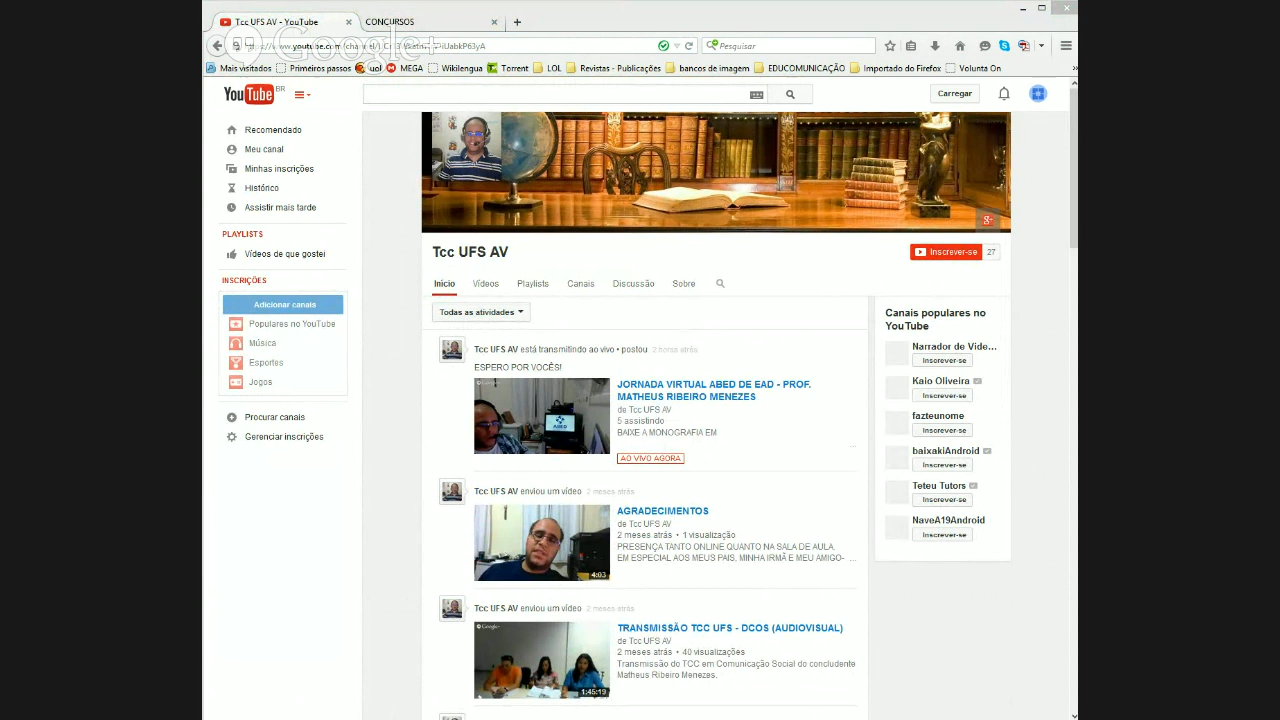 Tcc UFS AV - YouTube
CONCURSOS
Google+
Pesquisar
Mais visitados
Primeiros passos
uol
MEGA
Wikilengua
Torrent
LOL
Revistas - Publicações
bancos de imagem
EDUCOMUNICAÇÃO
Importado do Firefox
Volunta On
YouTube BR
Carregar
Recomendado
Meu canal
Minhas inscrições
Histórico
Assistir mais tarde
PLAYLISTS
Vídeos de que gostei
INSCRIÇÕES
Adicionar canais
Populares no YouTube
Música
Esportes
Jogos
Procurar canais
Gerenciar inscrições
Tcc UFS AV
Inscrever-se 27
Início Vídeos Playlists Canais Discussão Sobre
Todas as atividades
Tcc UFS AV está transmitindo ao vivo • postou 2 horas atrás
ESPERO POR VOCÊS!
JORNADA VIRTUAL ABED DE EAD - PROF.
MATHEUS RIBEIRO MENEZES
de Tcc UFS AV
5 assistindo
BAIXE A MONOGRAFIA EM
...
AO VIVO AGORA
Tcc UFS AV enviou um vídeo 2 meses atrás
AGRADECIMENTOS
de Tcc UFS AV
2 meses atrás • 1 visualização
PRESENÇA TANTO ONLINE QUANTO NA SALA DE AULA.
EM ESPECIAL AOS MEUS PAIS, MINHA IRMÃ E MEU AMIGO- ...
4:03
Tcc UFS AV enviou um vídeo 2 meses atrás
TRANSMISSÃO TCC UFS - DCOS (AUDIOVISUAL)
de Tcc UFS AV
2 meses atrás • 40 visualizações
Transmissão do TCC em Comunicação Social do concludente
Matheus Ribeiro Menezes.
1:45:19
Canais populares no
YouTube
Narrador de Vide...
Inscrever-se
Kaio Oliveira
Inscrever-se
fazteunome
Inscrever-se
baixakiAndroid
Inscrever-se
Teteu Tutors
Inscrever-se
NaveA19Android
Inscrever-se